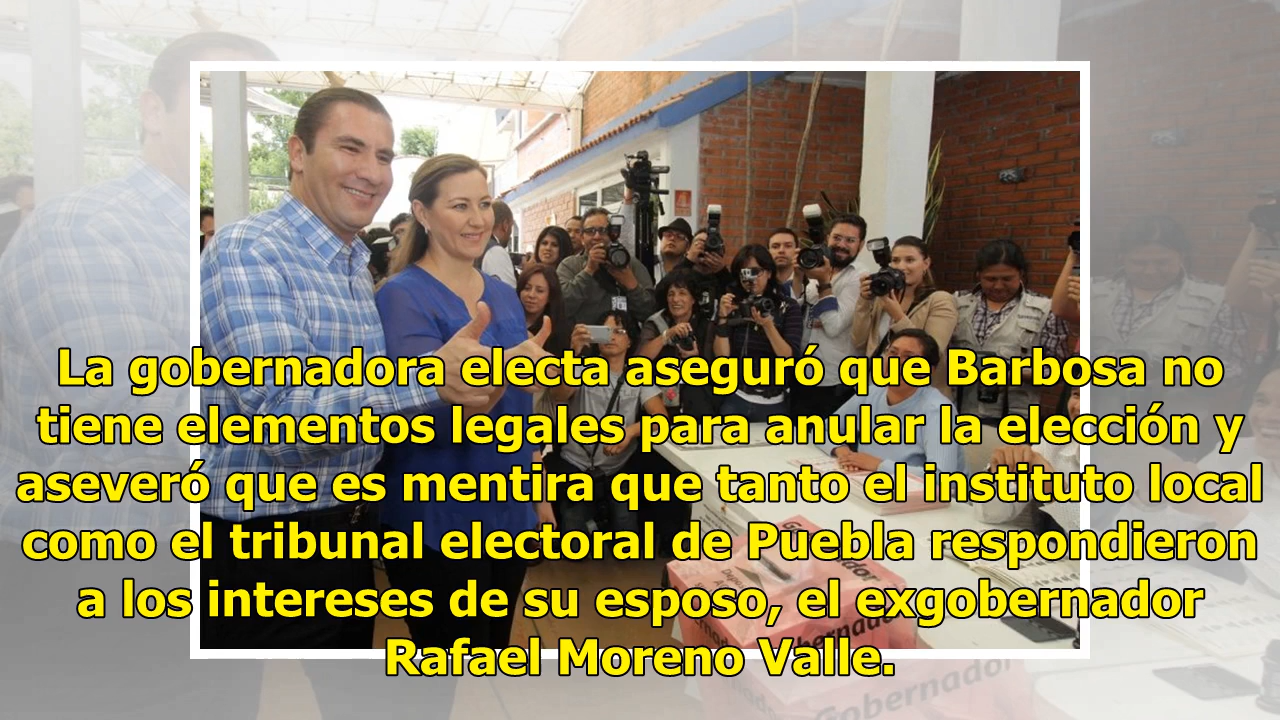 La gobernadora electa aseguró que Barbosa no
tiene elementos legales para anular la elección y
aseveró que es mentira que tanto el instituto local
como el tribunal electoral de Puebla respondieron
a los intereses de su esposo, el exgobernador
Rafael Moreno Valle.
Gobernador
Gobernador